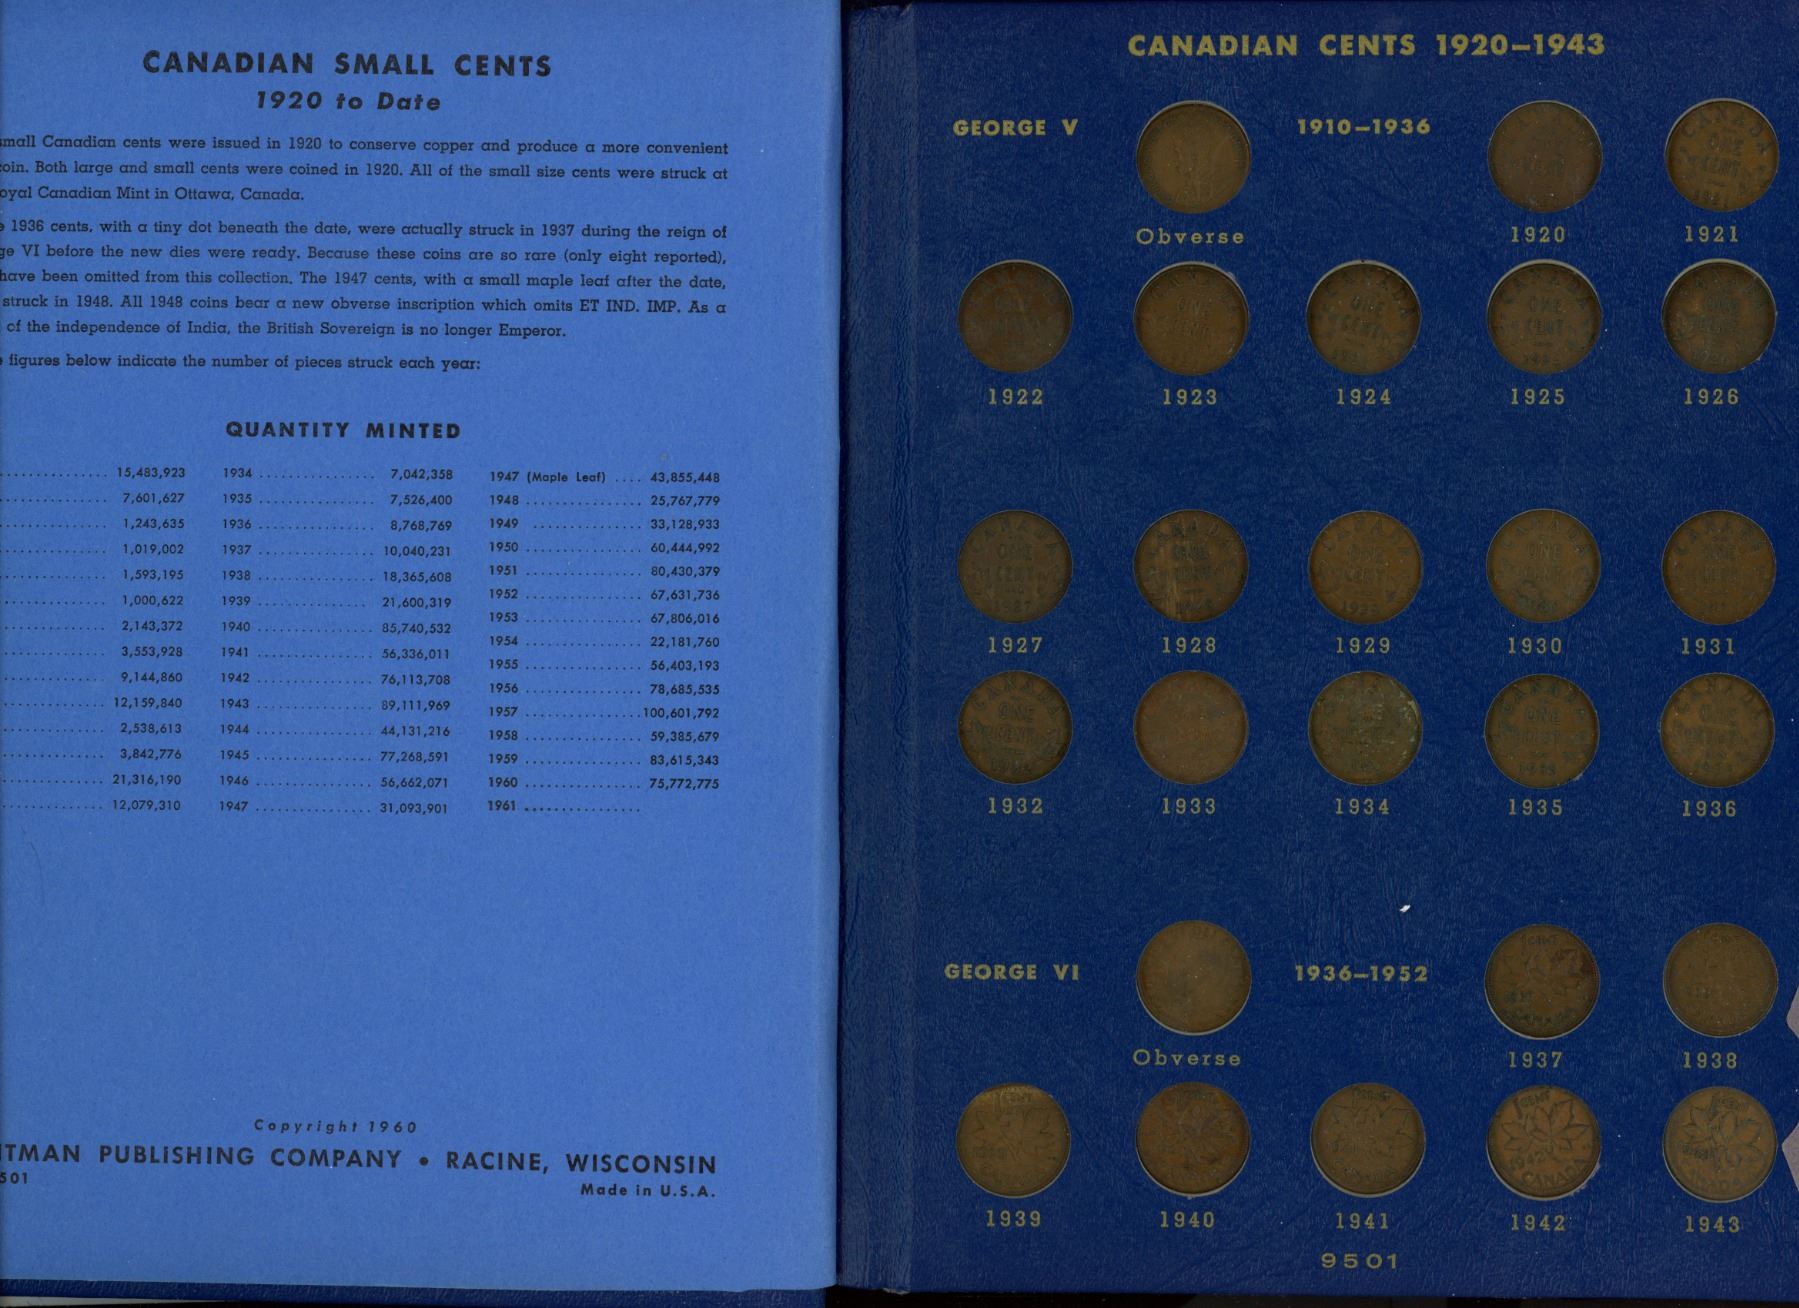 CANADIAN SMALL CENTS
1920 to Date
small Canadian cents were issued in 1920 to conserve copper and produce a more convenient
coin. Both large and small cents were coined in 1920. All of the small size cents were struck at
oyal Canadian Mint in Ottawa, Canada.
1936 cents, with a tiny dot beneath the date, were actually struck in 1937 during the reign of
ge VI before the new dies were ready. Because these coins are so rare (only eight reported),
have been omitted from this collection. The 1947 cents, with a small maple leaf after the date,
struck in 1948. All 1948 coins bear a new obverse inscription which omits ET IND. IMP. As a
of the independence of India, the British Sovereign is no longer Emperor.
figures below indicate the number of pieces struck each year:
QUANTITY MINTED
15,483,923
7,601,627
1,243,635
1,019,002
1,593,195
1,000,622
2,143,372
3,553,928
9,144,860
12,159,840
2,538,613
3,842,776
21,316,190
12,079,310
1934 ............... 7,042,358
1935 ............... 7,526,400
1936 ............... 8,768,769
1937 ............... 10,040,231
1938 ............... 18,365,608
1939 ............... 21,600,319
1940 ............... 85,740,532
1941 ............... 56,336,011
1942 ............... 76,113,708
1943 ............... 89,111,969
1944 ............... 44,131,216
1945 ............... 77,268,591
1946 ............... 56,662,071
1947 ............... 31,093,901
1947 (Maple Leaf) .... 43,855,448
1948 ............... 25,767,779
1949 ............... 33,128,933
1950 ............... 60,444,992
1951 ............... 80,430,379
1952 ............... 67,631,736
1953 ............... 67,806,016
1954 ............... 22,181,760
1955 ............... 56,403,193
1956 ............... 78,685,535
1957 ............... 100,601,792
1958 ............... 59,385,679
1959 ............... 83,615,343
1960 ............... 75,772,775
1961 ...............
Copyright 1960
TMAN PUBLISHING COMPANY • RACINE, WISCONSIN
501
Made in U.S.A.
CANADIAN CENTS 1920–1943
GEORGE V 1910–1936
CANADA ONE CENT 1921
Obverse 1920 1921
1922 1923 1924 1925 1926
1927 1928 1929 1930 1931
1932 1933 1934 1935 1936
GEORGE VI 1936–1952
Obverse 1937 1938
1 CENT 1942 CANADA
1939 1940 1941 1942 1943
9501